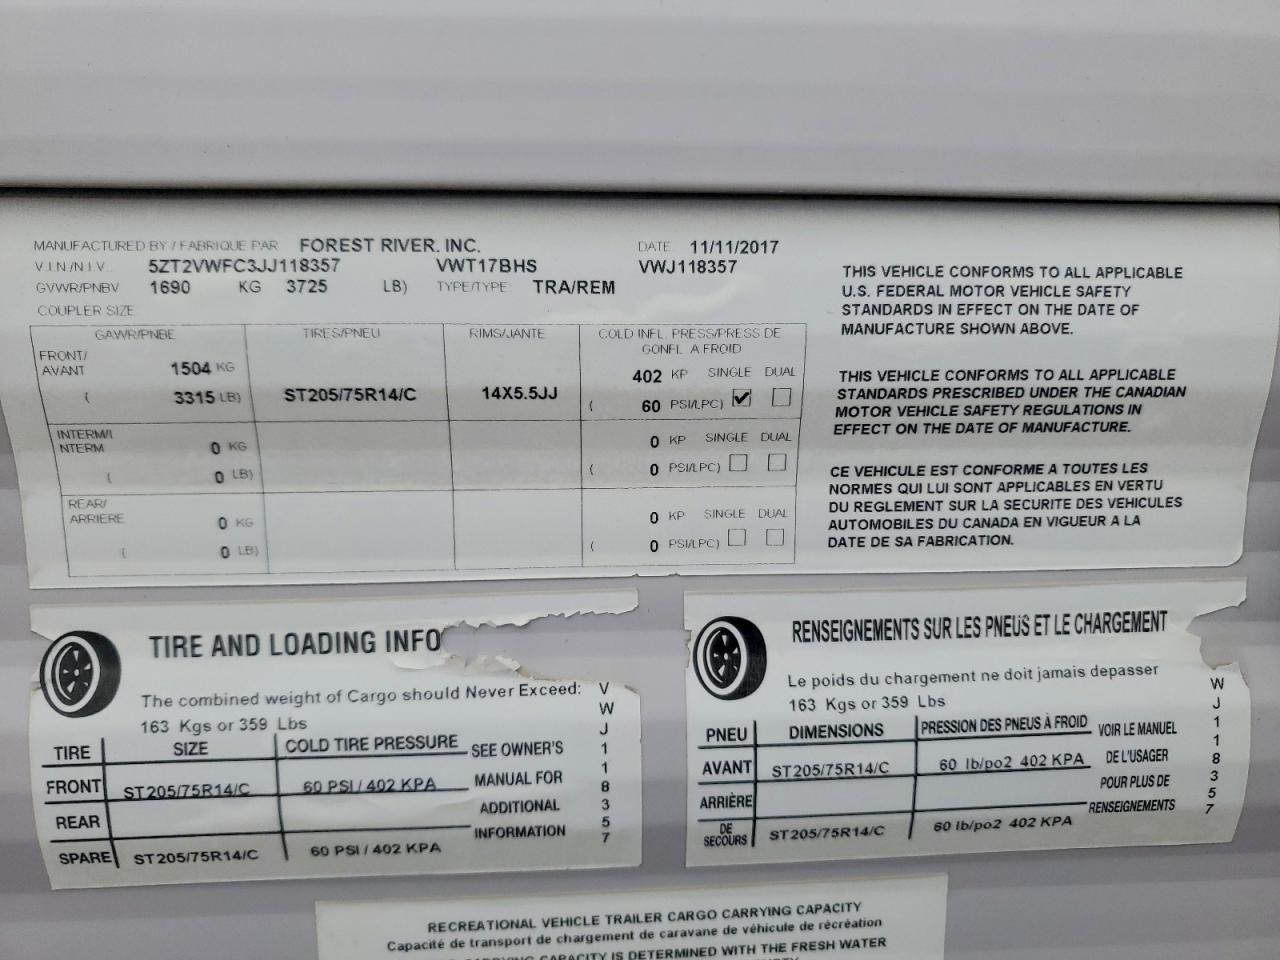 MANUFACTURED BY / FABRIQUE PAR FOREST RIVER. INC. DATE 11/11/2017
V.I.N/N.I.V. 5ZT2VWFC3JJ118357 VWT17BHS VWJ118357
GVWR/PNBV 1690 KG 3725 LB) TYPE/TYPE TRA/REM
COUPLER SIZE
GAWR/PNBE TIRES/PNEU RIMS/JANTE COLD INFL. PRESS/PRESS DE
GONFL A FROID
FRONT/
AVANT 1504 KG 402 KP SINGLE DUAL
( 3315 LB) ST205/75R14/C 14X5.5JJ ( 60 PSI/LPC) ✔
INTERM/I
NTERM 0 KG 0 KP SINGLE DUAL
( 0 LB) ( 0 PSI/LPC)
REAR/
ARRIERE 0 KG 0 KP SINGLE DUAL
( 0 LB) ( 0 PSI/LPC)
THIS VEHICLE CONFORMS TO ALL APPLICABLE
U.S. FEDERAL MOTOR VEHICLE SAFETY
STANDARDS IN EFFECT ON THE DATE OF
MANUFACTURE SHOWN ABOVE.
THIS VEHICLE CONFORMS TO ALL APPLICABLE
STANDARDS PRESCRIBED UNDER THE CANADIAN
MOTOR VEHICLE SAFETY REGULATIONS IN
EFFECT ON THE DATE OF MANUFACTURE.
CE VEHICULE EST CONFORME A TOUTES LES
NORMES QUI LUI SONT APPLICABLES EN VERTU
DU REGLEMENT SUR LA SECURITE DES VEHICULES
AUTOMOBILES DU CANADA EN VIGUEUR A LA
DATE DE SA FABRICATION.
TIRE AND LOADING INFO
The combined weight of Cargo should Never Exceed:
163 Kgs or 359 Lbs
TIRE SIZE COLD TIRE PRESSURE SEE OWNER'S
FRONT ST205/75R14/C 60 PSI / 402 KPA MANUAL FOR
REAR ADDITIONAL
SPARE ST205/75R14/C 60 PSI / 402 KPA INFORMATION
V
W
J
1
1
8
3
5
7
RENSEIGNEMENTS SUR LES PNEUS ET LE CHARGEMENT
Le poids du chargement ne doit jamais depasser
163 Kgs or 359 Lbs
PNEU DIMENSIONS PRESSION DES PNEUS À FROID VOIR LE MANUEL
AVANT ST205/75R14/C 60 lb/po2 402 KPA DE L'USAGER
ARRIÈRE POUR PLUS DE
DE
SECOURS ST205/75R14/C 60 lb/po2 402 KPA RENSEIGNEMENTS
W
J
1
1
8
3
5
7
RECREATIONAL VEHICLE TRAILER CARGO CARRYING CAPACITY
Capacité de transport de chargement de caravane de véhicule de récréation
CARRYING CAPACITY IS DETERMINED WITH THE FRESH WATER